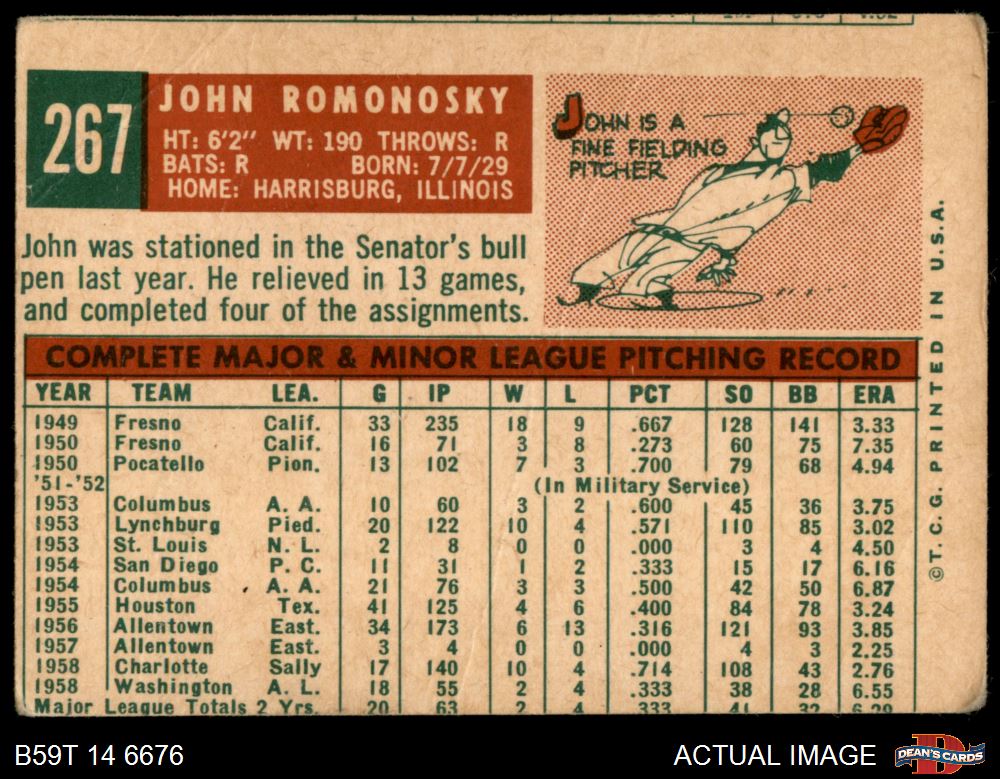 267
JOHN ROMONOSKY
HT: 6'2" WT: 190 THROWS: R
BATS: R BORN: 7/7/29
HOME: HARRISBURG, ILLINOIS
JOHN IS A
FINE FIELDING
PITCHER
John was stationed in the Senator's bull
pen last year. He relieved in 13 games,
and completed four of the assignments.
COMPLETE MAJOR & MINOR LEAGUE PITCHING RECORD
YEAR TEAM LEA. G IP W L PCT SO BB ERA
1949 Fresno Calif. 33 235 18 9 .667 128 141 3.33
1950 Fresno Calif. 16 71 3 8 .273 60 75 7.35
1950 Pocatello Pion. 13 102 7 3 .700 79 68 4.94
'51-'52 (In Military Service)
1953 Columbus A. A. 10 60 3 2 .600 45 36 3.75
1953 Lynchburg Pied. 20 122 10 4 .571 110 85 3.02
1953 St. Louis N. L. 2 8 0 0 .000 3 4 4.50
1954 San Diego P. C. 11 31 1 2 .333 15 17 6.16
1954 Columbus A. A. 21 76 3 3 .500 42 50 6.87
1955 Houston Tex. 41 125 4 6 .400 84 78 3.24
1956 Allentown East. 34 173 6 13 .316 121 93 3.85
1957 Allentown East. 3 4 0 0 .000 4 3 2.25
1958 Charlotte Sally 17 140 10 4 .714 108 43 2.76
1958 Washington A. L. 18 55 2 4 .333 38 28 6.55
Major League Totals 2 Yrs. 20 63 2 4 .333 41 32 6.29
©T.C.G. PRINTED IN U.S.A.
B59T 14 6676
ACTUAL IMAGE
DEAN'S CARDS